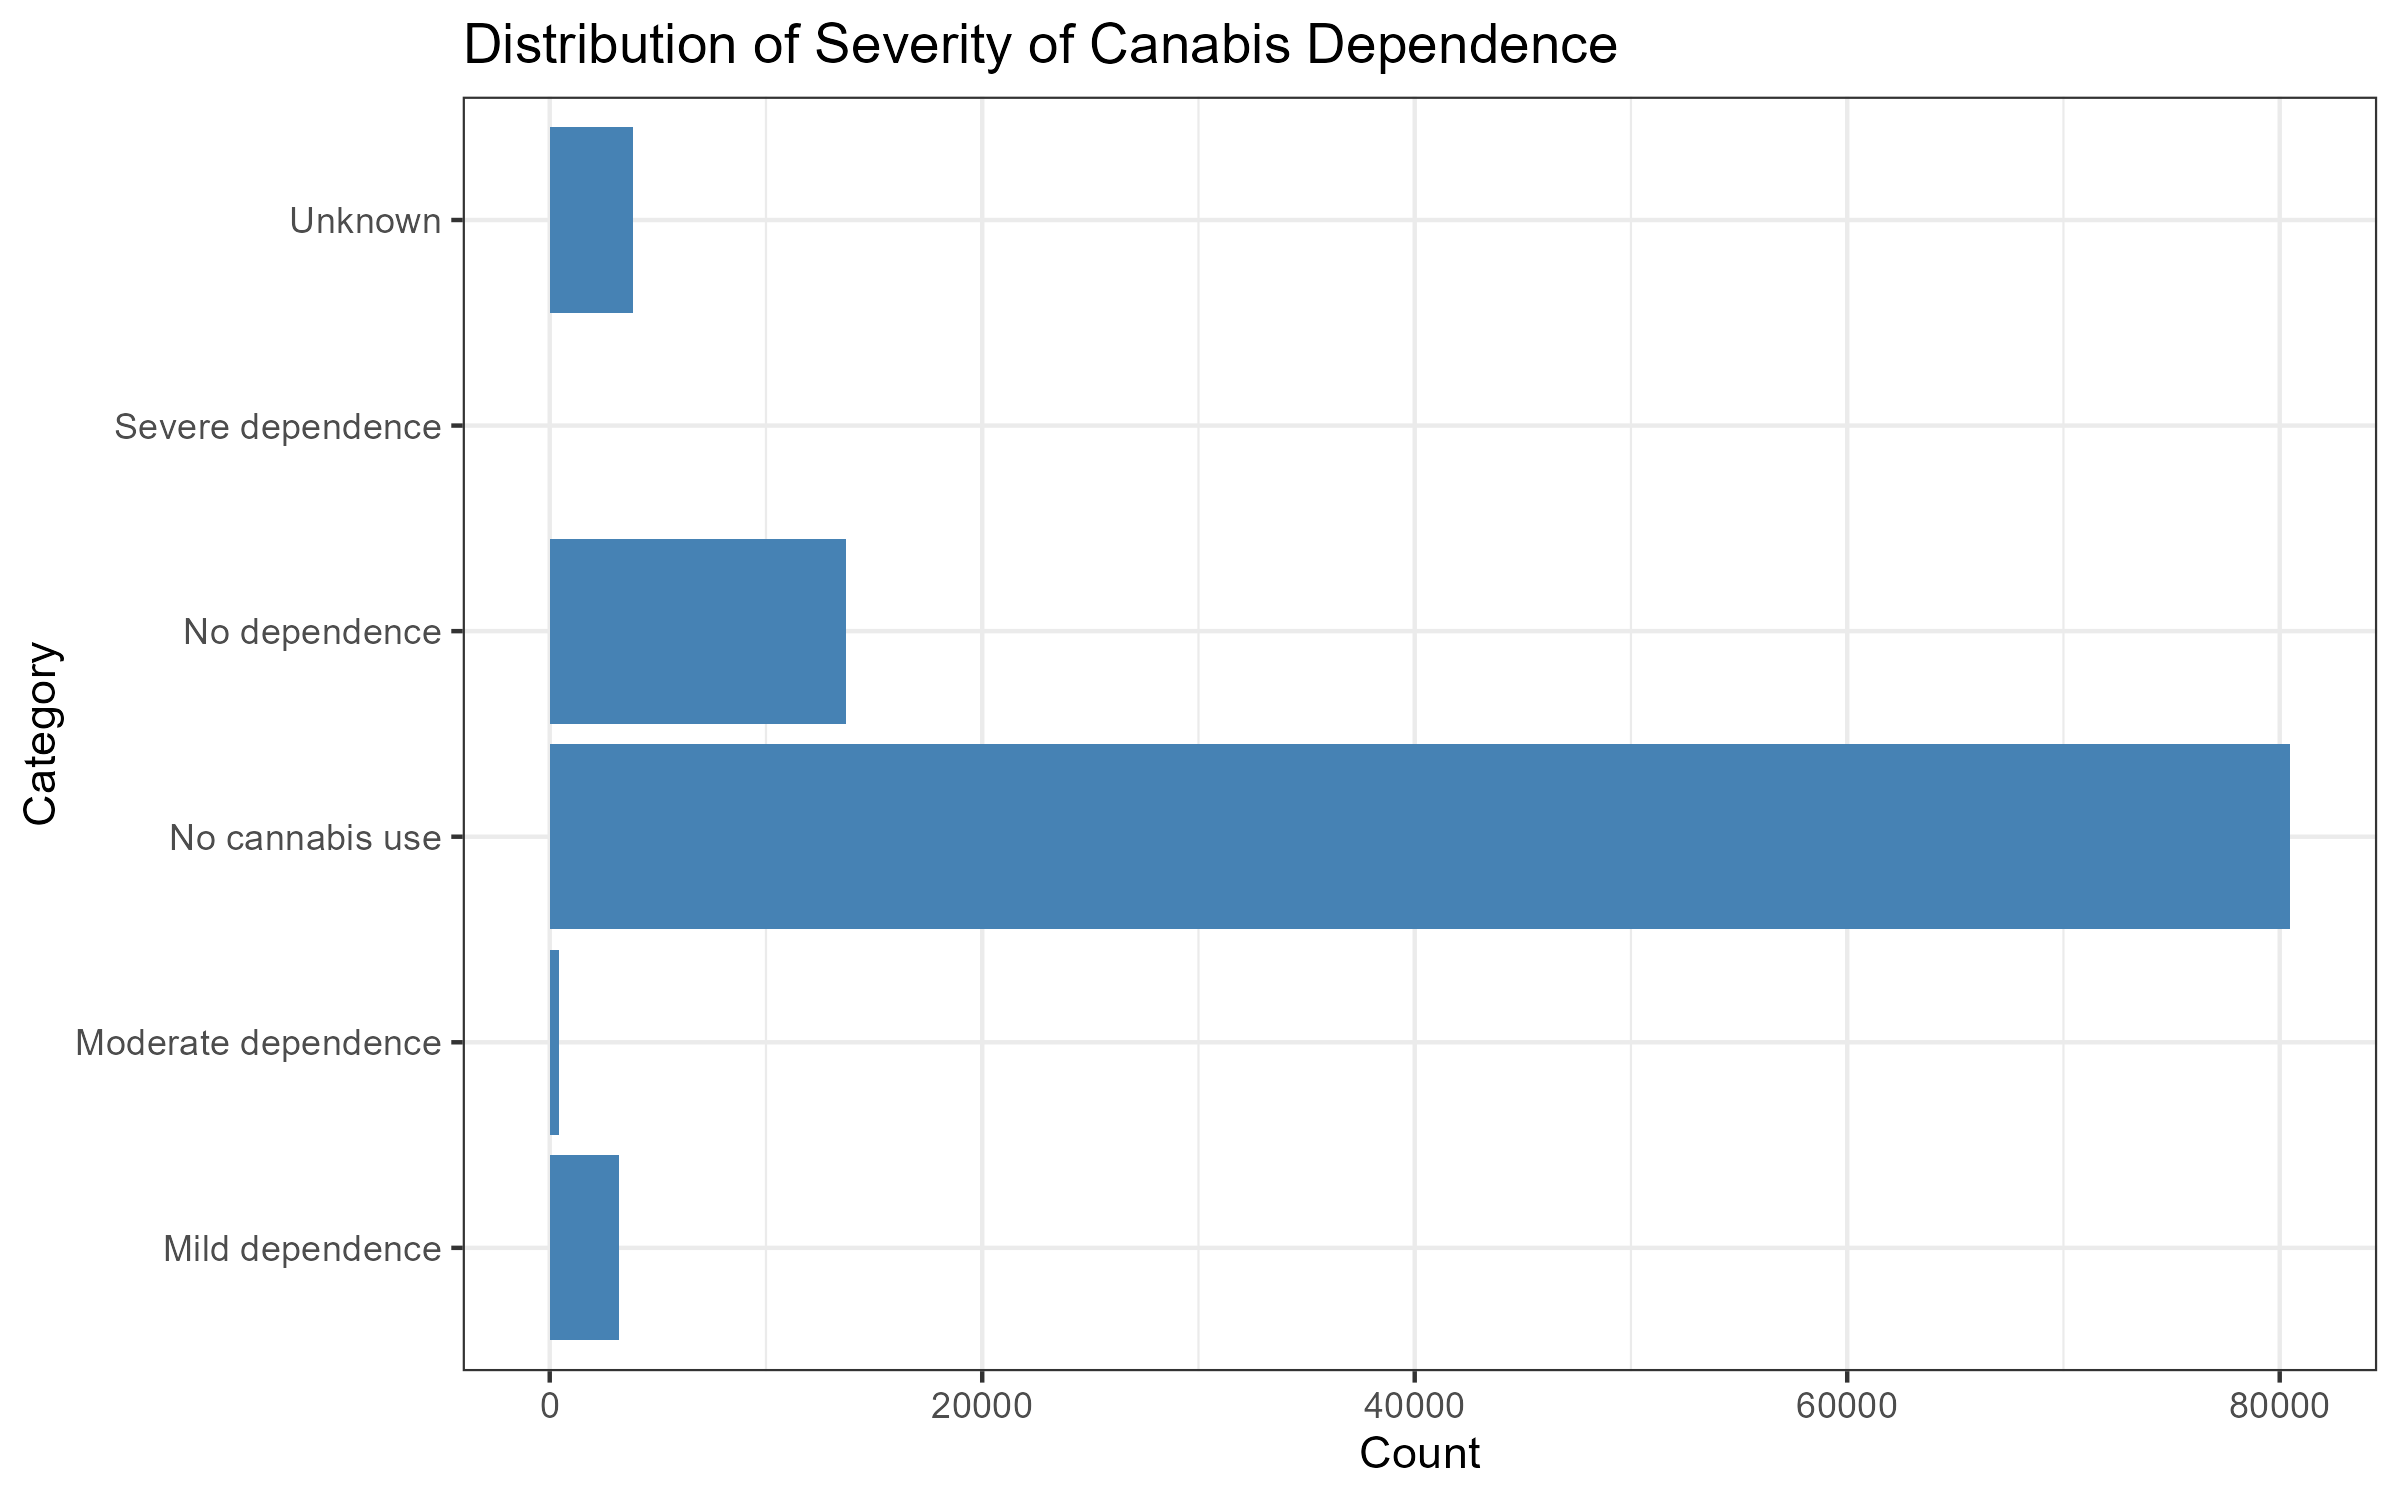 Distribution of Severity of Canabis Dependence
Category
Unknown
Severe dependence
No dependence
No cannabis use
Moderate dependence
Mild dependence
0 20000 40000 60000 80000
Count